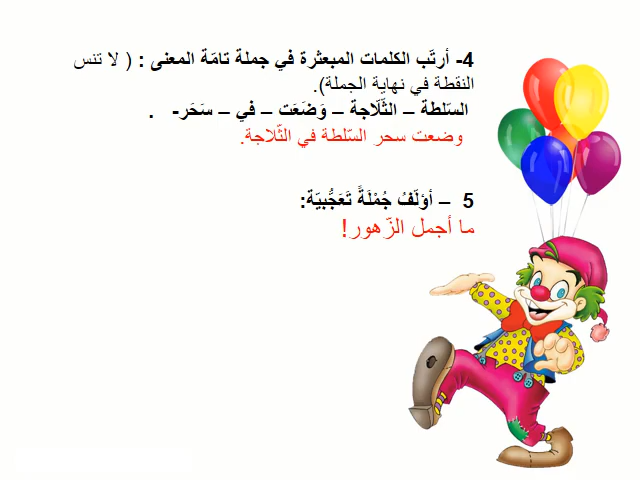 4- أرتَب الكلمات المبعثرة في جملة تامَة المعنى : ( لا تنس
النقطة في نهاية الجملة).
السّلطة – الثّلاجة – وَضَعَت – في – سَحَر- .
وضعت سحر السّلطة في الثّلاجة.
5 – أؤلَفُ جُمْلَةً تَعَجُّبيّة:
ما أجمل الزّهور!